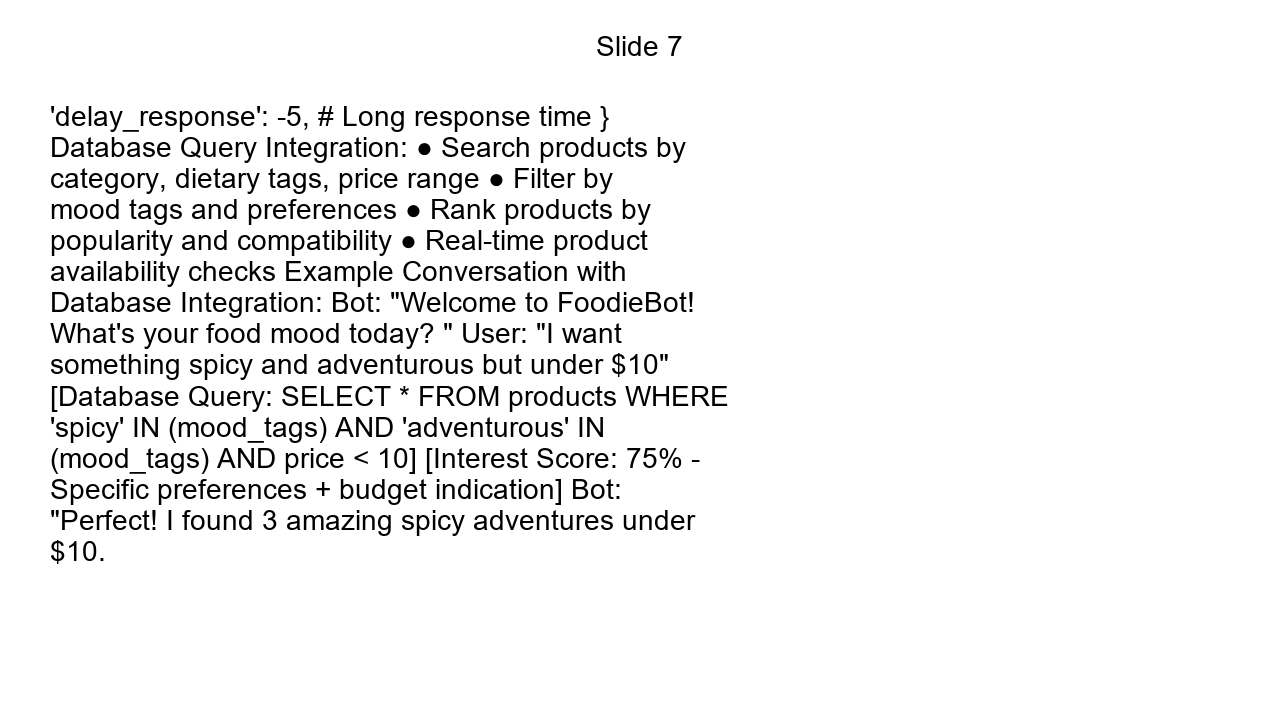 Slide 7
'delay_response': -5, # Long response time }
Database Query Integration: ● Search products by
category, dietary tags, price range ● Filter by
mood tags and preferences ● Rank products by
popularity and compatibility ● Real-time product
availability checks Example Conversation with
Database Integration: Bot: "Welcome to FoodieBot!
What's your food mood today? " User: "I want
something spicy and adventurous but under $10"
[Database Query: SELECT * FROM products WHERE
'spicy' IN (mood_tags) AND 'adventurous' IN
(mood_tags) AND price < 10] [Interest Score: 75% -
Specific preferences + budget indication] Bot:
"Perfect! I found 3 amazing spicy adventures under
$10.